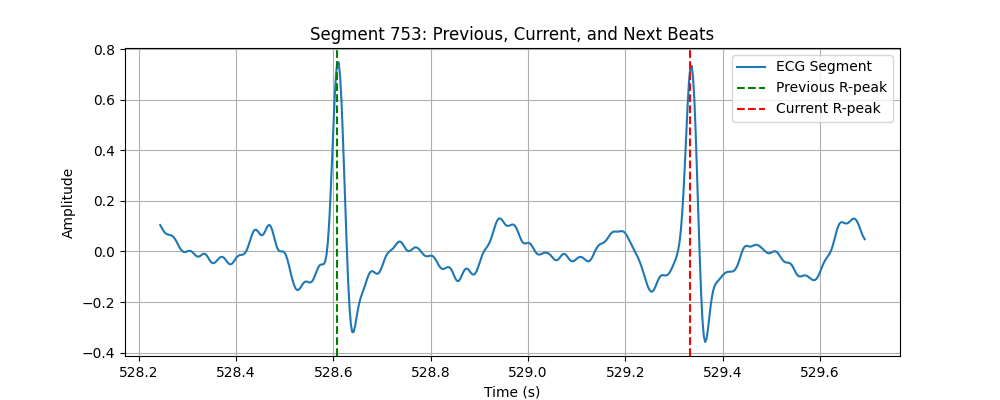 Segment 753: Previous, Current, and Next Beats
ECG Segment
Previous R-peak
Current R-peak
Amplitude
0.8
0.6
0.4
0.2
0.0
−0.2
−0.4
528.2 528.4 528.6 528.8 529.0 529.2 529.4 529.6
Time (s)